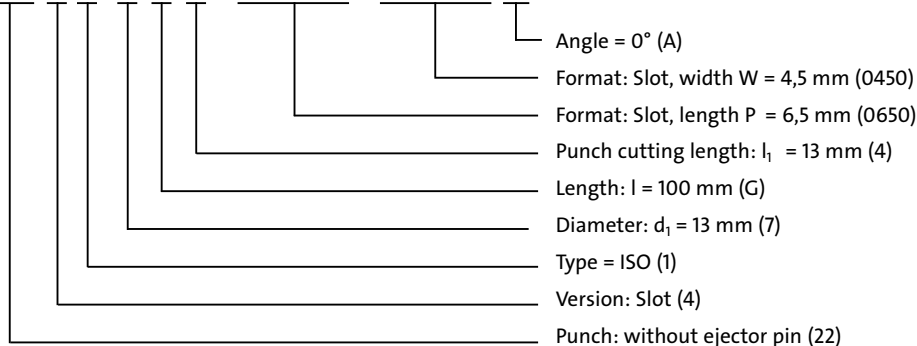 Angle = 0° (A)
Format: Slot, width W = 4,5 mm (0450)
Format: Slot, length P = 6,5 mm (0650)
Punch cutting length: l₁ = 13 mm (4)
Length: l = 100 mm (G)
Diameter: d₁ = 13 mm (7)
Type = ISO (1)
Version: Slot (4)
Punch: without ejector pin (22)